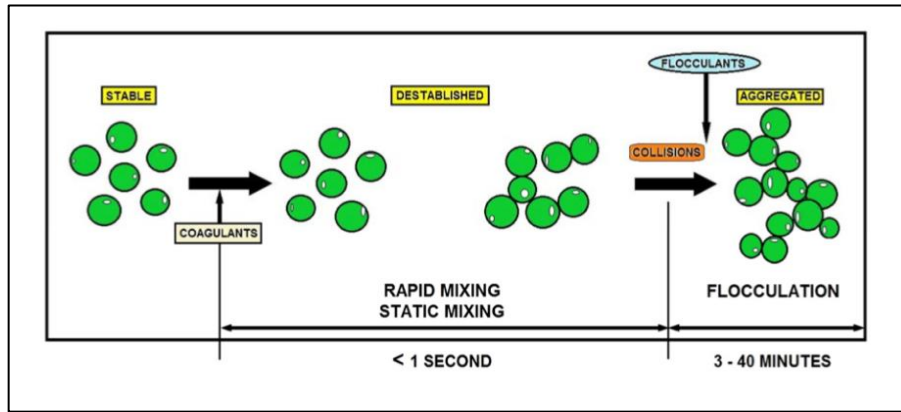 FLOCCULANTS
STABLE
DESTABLISHED
AGGREGATED
COLLISIONS
COAGULANTS
RAPID MIXING
STATIC MIXING
FLOCCULATION
< 1 SECOND
3 - 40 MINUTES